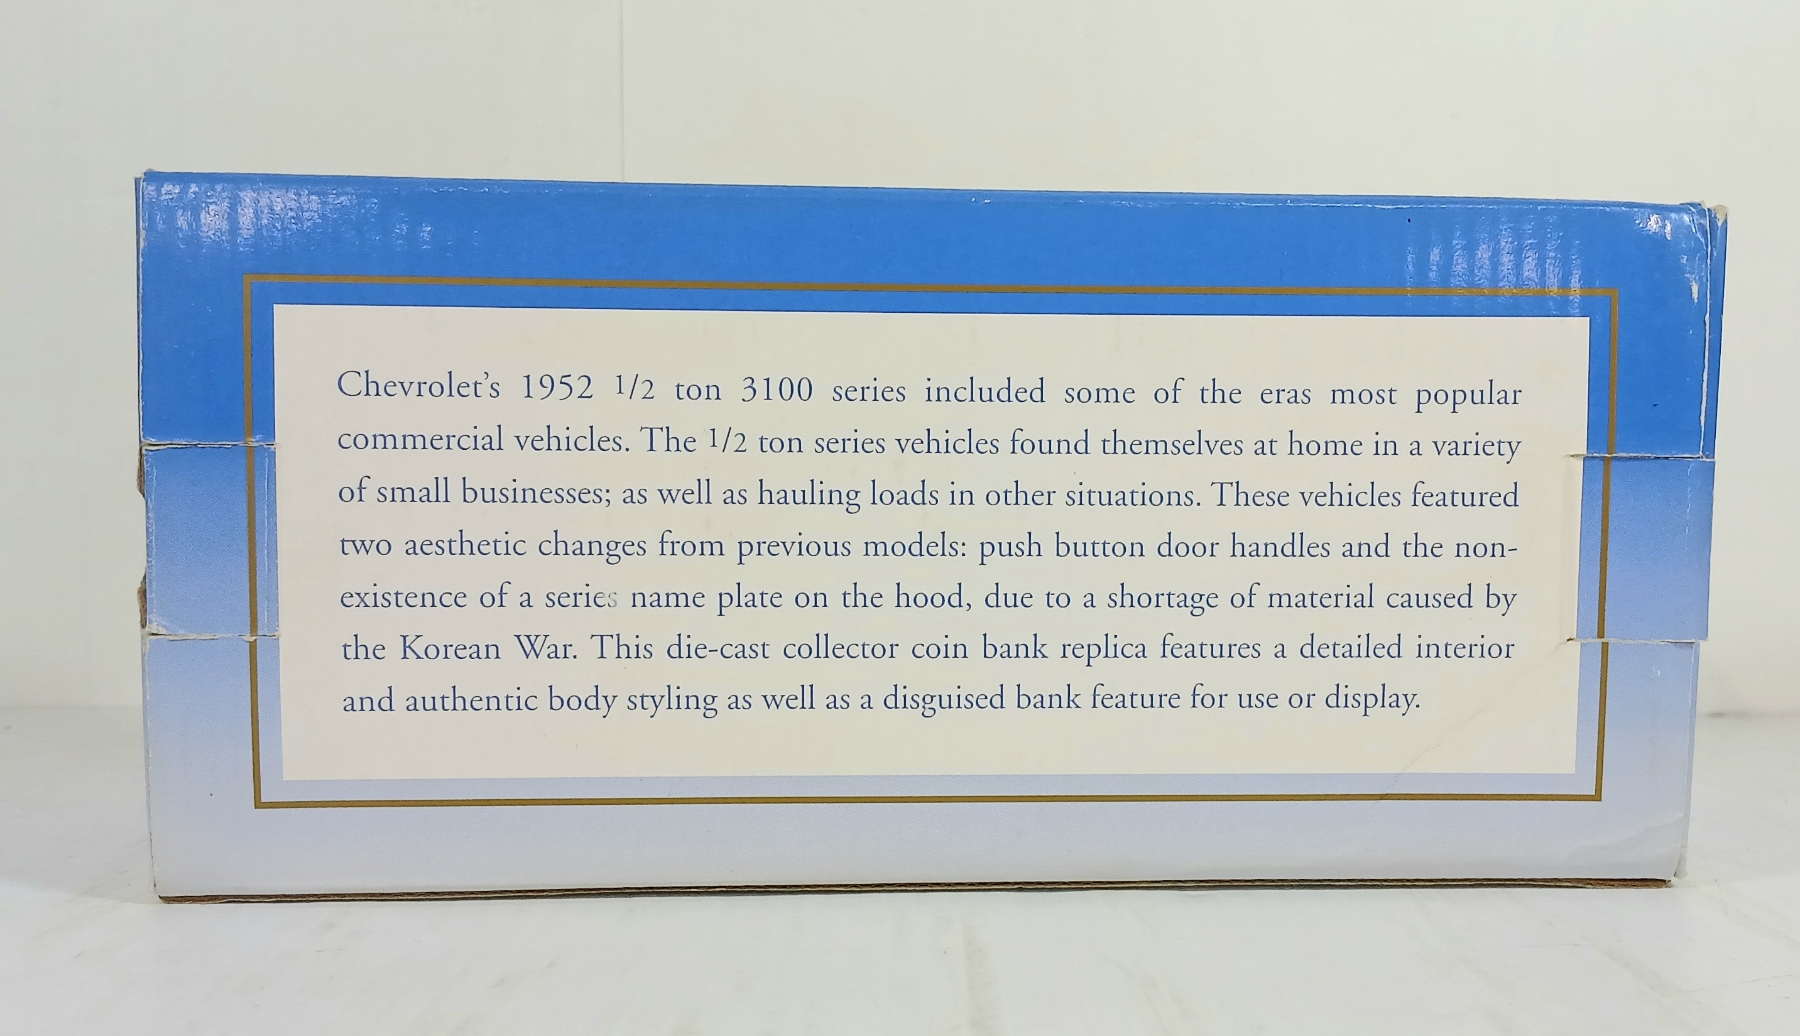 Chevrolet's 1952 1/2 ton 3100 series included some of the eras most popular
commercial vehicles. The 1/2 ton series vehicles found themselves at home in a variety
of small businesses; as well as hauling loads in other situations. These vehicles featured
two aesthetic changes from previous models: push button door handles and the non-
existence of a series name plate on the hood, due to a shortage of material caused by
the Korean War. This die-cast collector coin bank replica features a detailed interior
and authentic body styling as well as a disguised bank feature for use or display.